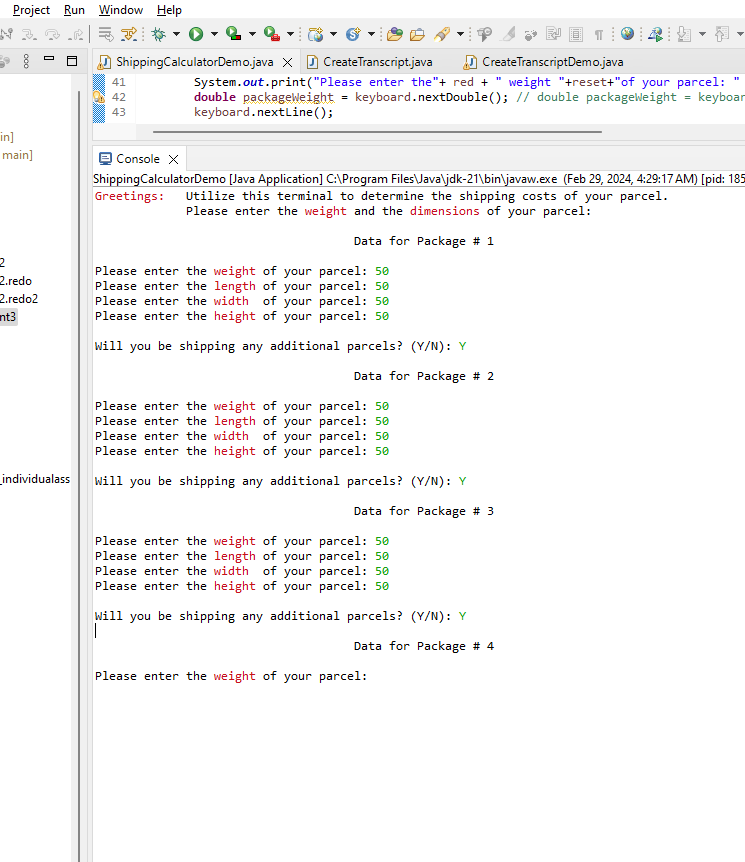 Project Run Window Help
ShippingCalculatorDemo.java CreateTranscript.java CreateTranscriptDemo.java
41 System.out.print("Please enter the"+ red + " weight "+reset+"of your parcel: "
42 double packageWeight = keyboard.nextDouble(); // double packageWeight = keyboar
43 keyboard.nextLine();
in]
main]
2
2.redo
2.redo2
nt3
_individualass
Console
ShippingCalculatorDemo [Java Application] C:\Program Files\Java\jdk-21\bin\javaw.exe (Feb 29, 2024, 4:29:17 AM) [pid: 185
Greetings: Utilize this terminal to determine the shipping costs of your parcel.
Please enter the weight and the dimensions of your parcel:
Data for Package # 1
Please enter the weight of your parcel: 50
Please enter the length of your parcel: 50
Please enter the width of your parcel: 50
Please enter the height of your parcel: 50
Will you be shipping any additional parcels? (Y/N): Y
Data for Package # 2
Please enter the weight of your parcel: 50
Please enter the length of your parcel: 50
Please enter the width of your parcel: 50
Please enter the height of your parcel: 50
Will you be shipping any additional parcels? (Y/N): Y
Data for Package # 3
Please enter the weight of your parcel: 50
Please enter the length of your parcel: 50
Please enter the width of your parcel: 50
Please enter the height of your parcel: 50
Will you be shipping any additional parcels? (Y/N): Y
Data for Package # 4
Please enter the weight of your parcel: